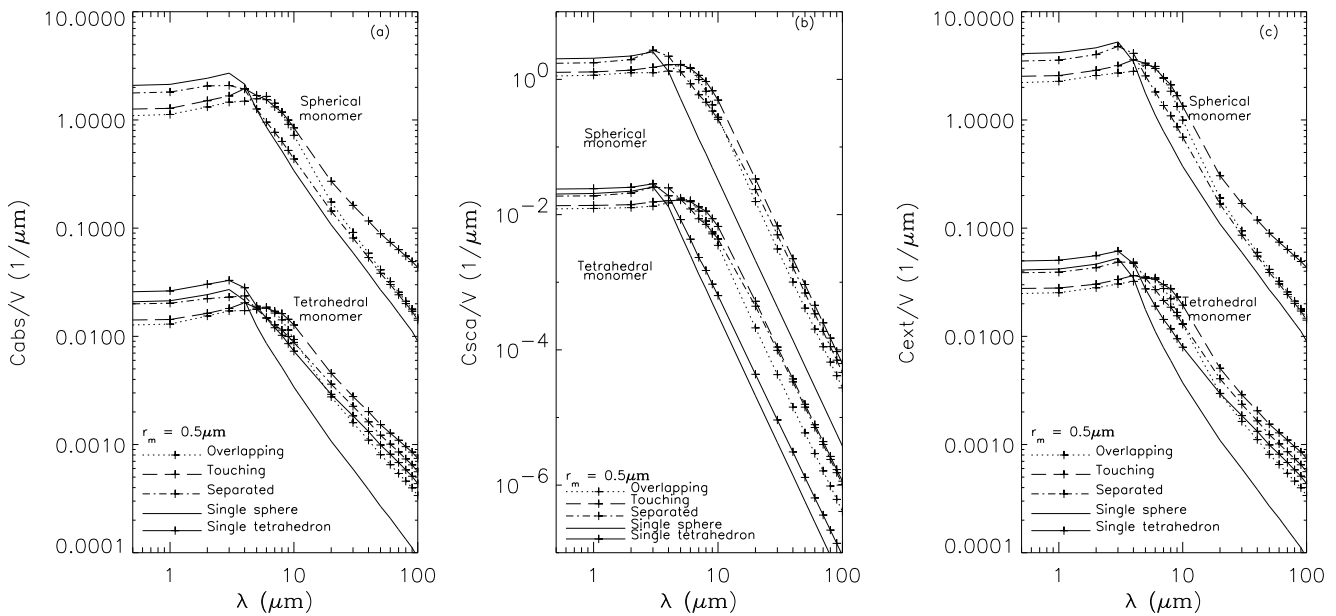 (a)
10.0000
1.0000
0.1000
0.0100
0.0010
0.0001
Cabs/V (1/μm)
Spherical
monomer
Tetrahedral
monomer
r_m = 0.5μm
Overlapping
Touching
Separated
Single sphere
Single tetrahedron
1 10 100
λ (μm)
(b)
10^0
10^-2
10^-4
10^-6
Csca/V (1/μm)
Spherical
monomer
Tetrahedral
monomer
r_m = 0.5μm
Overlapping
Touching
Separated
Single sphere
Single tetrahedron
1 10 100
λ (μm)
(c)
10.0000
1.0000
0.1000
0.0100
0.0010
0.0001
Cext/V (1/μm)
Spherical
monomer
Tetrahedral
monomer
r_m = 0.5μm
Overlapping
Touching
Separated
Single sphere
Single tetrahedron
1 10 100
λ (μm)